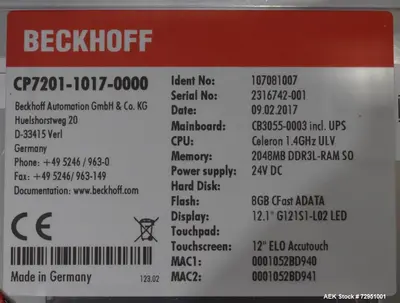 BECKHOFF
CP7201-1017-0000
Beckhoff Automation GmbH & Co. KG
Huelshorstweg 20
D-33415 Verl
Germany
Phone: +49 5246 / 963-0
Fax: +49 5246/ 963-149
Documentation: www.beckhoff.com
CE
Made in Germany
123.02
Ident No: 107081007
Serial No: 2316742-001
Date: 09.02.2017
Mainboard: CB3055-0003 incl. UPS
CPU: Celeron 1.4GHz ULV
Memory: 2048MB DDR3L-RAM SO
Power Supply: 24V DC
Hard Disk:
Flash: 8GB CFast ADATA
Display: 12.1" G121S1-L02 LED
Touchpad:
Touchscreen: 12" ELO Accutouch
MAC1: 0001052BD940
MAC2: 0001052BD941
AEK Stock # 72951001